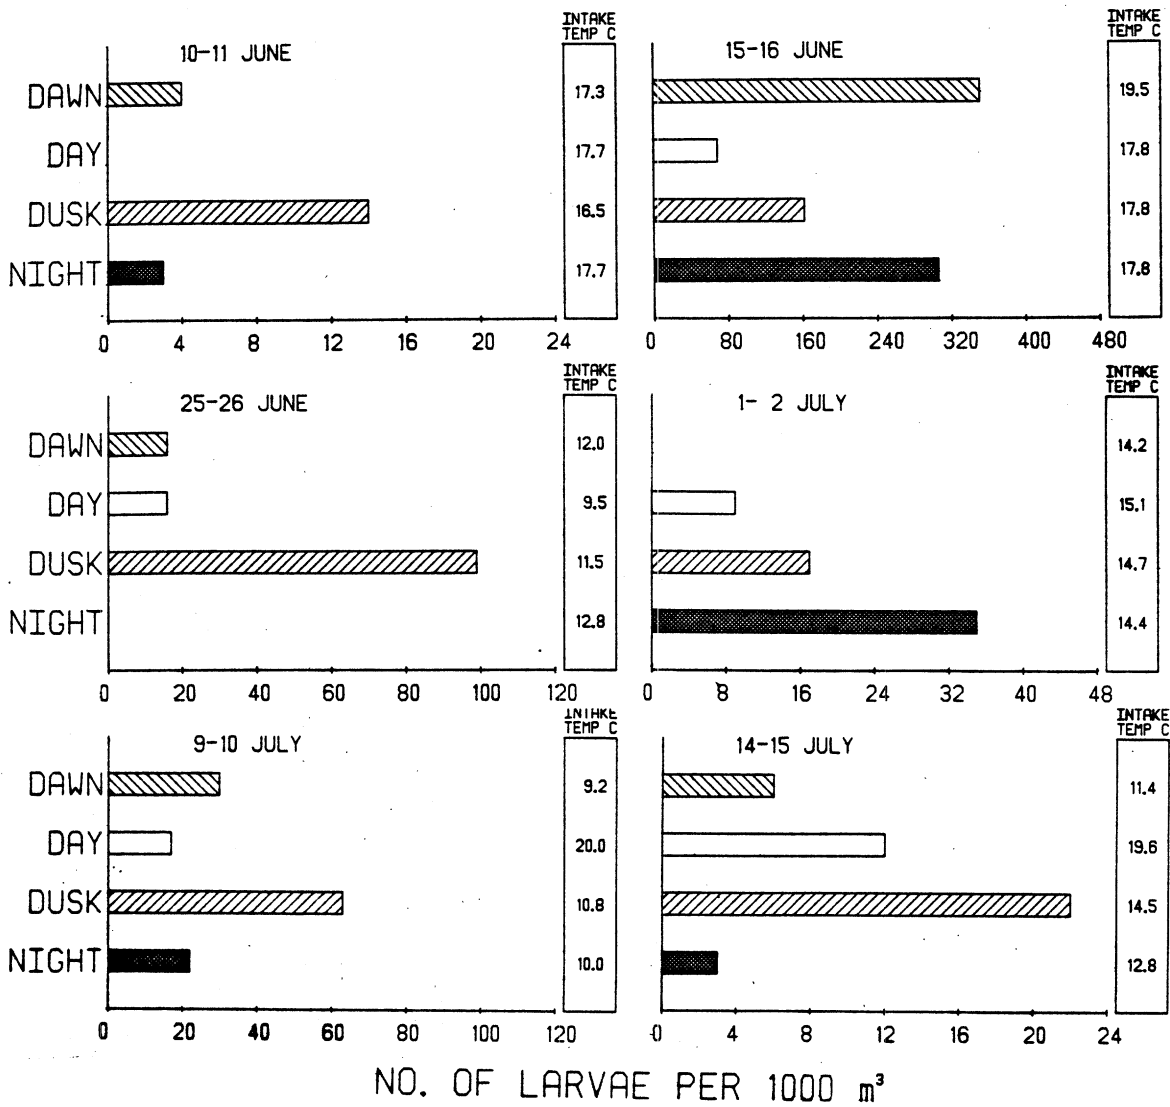 INTAKE
TEMP C
10-11 JUNE
DAWN 17.3
DAY 17.7
DUSK 16.5
NIGHT 17.7
0 4 8 12 16 20 24
INTAKE
TEMP C
15-16 JUNE
19.5
17.8
17.8
17.8
0 80 160 240 320 400 480
INTAKE
TEMP C
25-26 JUNE
DAWN 12.0
DAY 9.5
DUSK 11.5
NIGHT 12.8
0 20 40 60 80 100 120
INTAKE
TEMP C
1- 2 JULY
14.2
15.1
14.7
14.4
0 8 16 24 32 40 48
INTAKE
TEMP C
9-10 JULY
DAWN 9.2
DAY 20.0
DUSK 10.8
NIGHT 10.0
0 20 40 60 80 100 120
INTAKE
TEMP C
14-15 JULY
11.4
19.6
14.5
12.8
0 4 8 12 16 20 24
NO. OF LARVAE PER 1000 m³